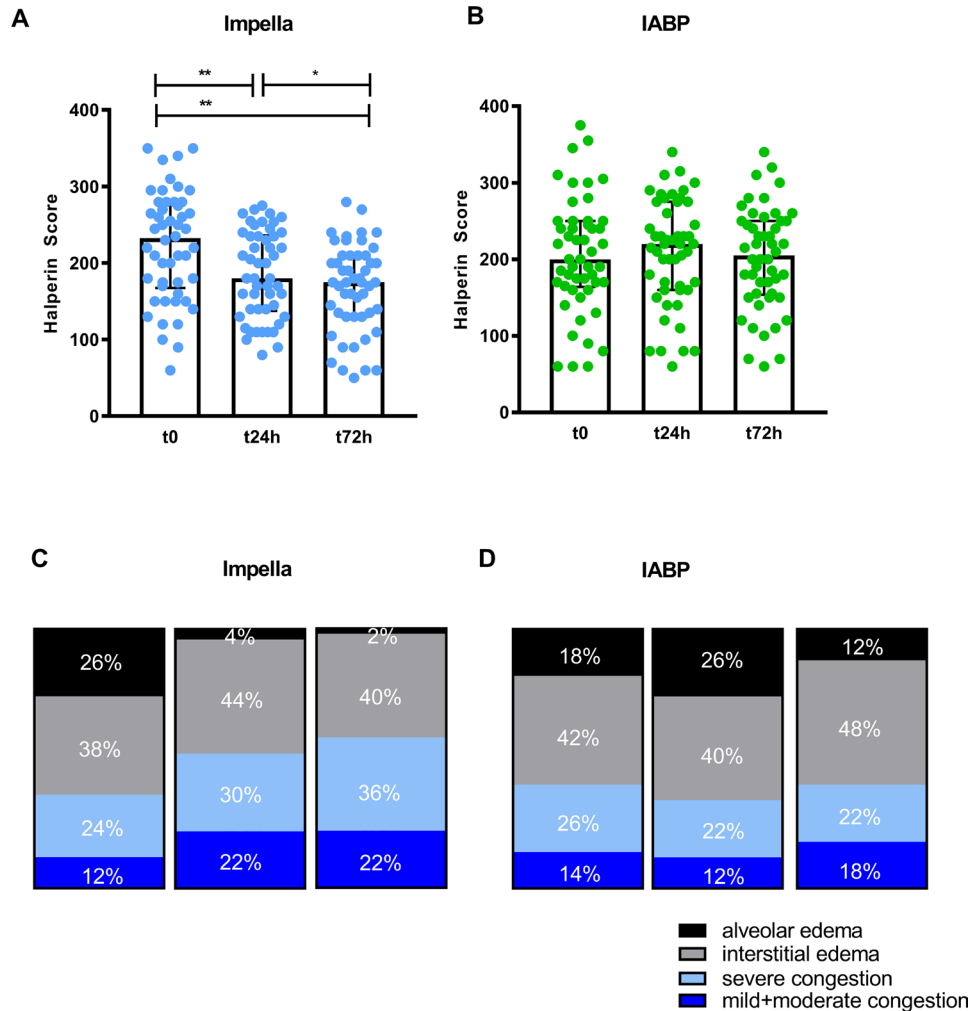 A
Impella
**
*
**
Halperin Score
400
300
200
100
0
t0
t24h
t72h
B
IABP
Halperin Score
400
300
200
100
0
t0
t24h
t72h
C
Impella
26%
38%
24%
12%
4%
44%
30%
22%
2%
40%
36%
22%
D
IABP
18%
42%
26%
14%
26%
40%
22%
12%
12%
48%
22%
18%
alveolar edema
interstitial edema
severe congestion
mild+moderate congestion